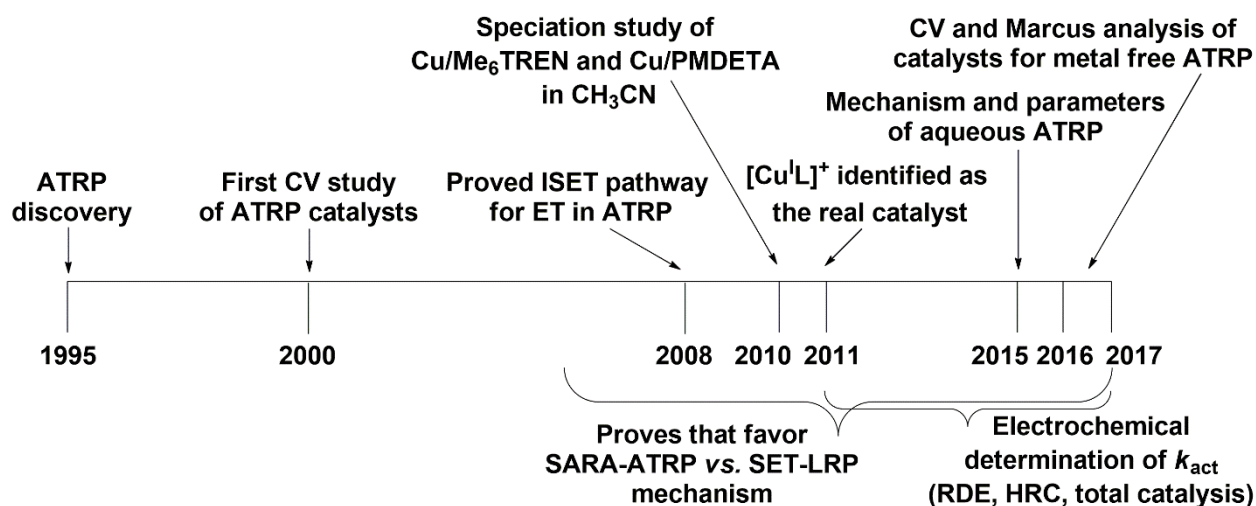 Speciation study of
Cu/Me₆TREN and Cu/PMDETA
in CH₃CN
CV and Marcus analysis of
catalysts for metal free ATRP
Mechanism and parameters
of aqueous ATRP
ATRP
discovery
First CV study
of ATRP catalysts
Proved ISET pathway
for ET in ATRP
[CuᴵL]⁺ identified as
the real catalyst
1995
2000
2008
2010
2011
2015
2016
2017
Proves that favor
SARA-ATRP vs. SET-LRP
mechanism
Electrochemical
determination of kact
(RDE, HRC, total catalysis)